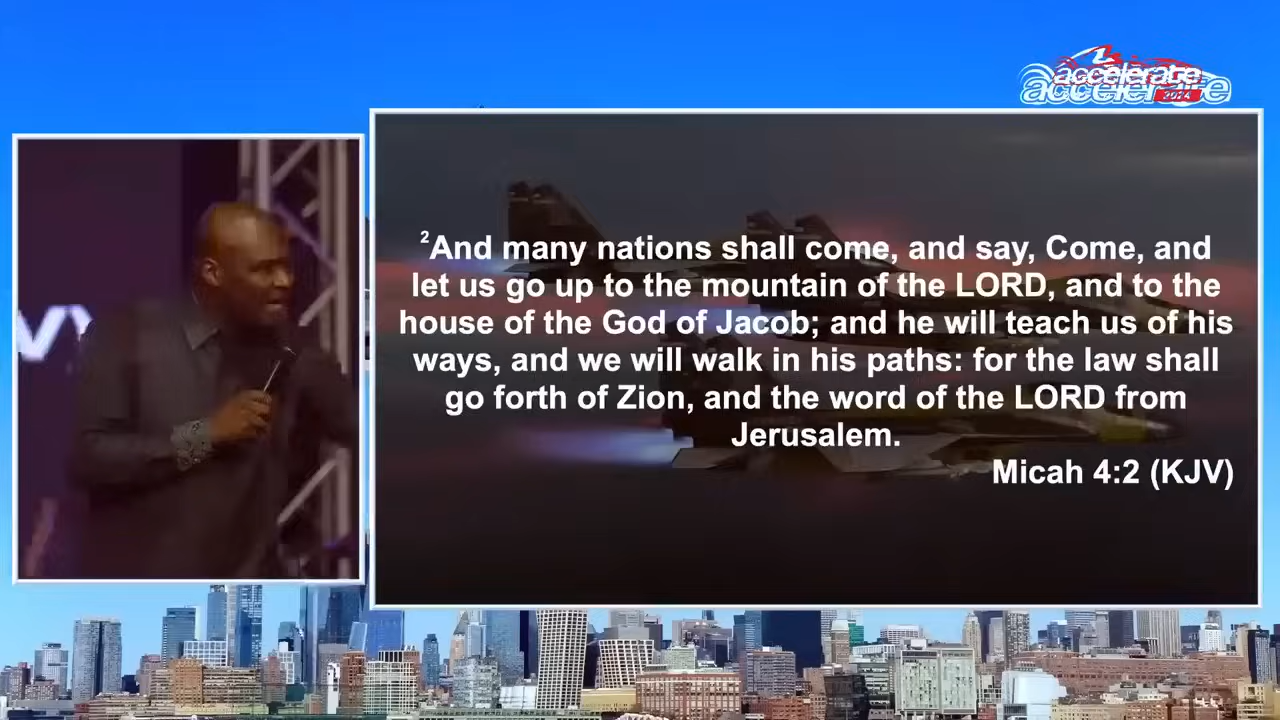 accelerate
accelerate
2024
VY
²And many nations shall come, and say, Come, and
let us go up to the mountain of the LORD, and to the
house of the God of Jacob; and he will teach us of his
ways, and we will walk in his paths: for the law shall
go forth of Zion, and the word of the LORD from
Jerusalem.
Micah 4:2 (KJV)